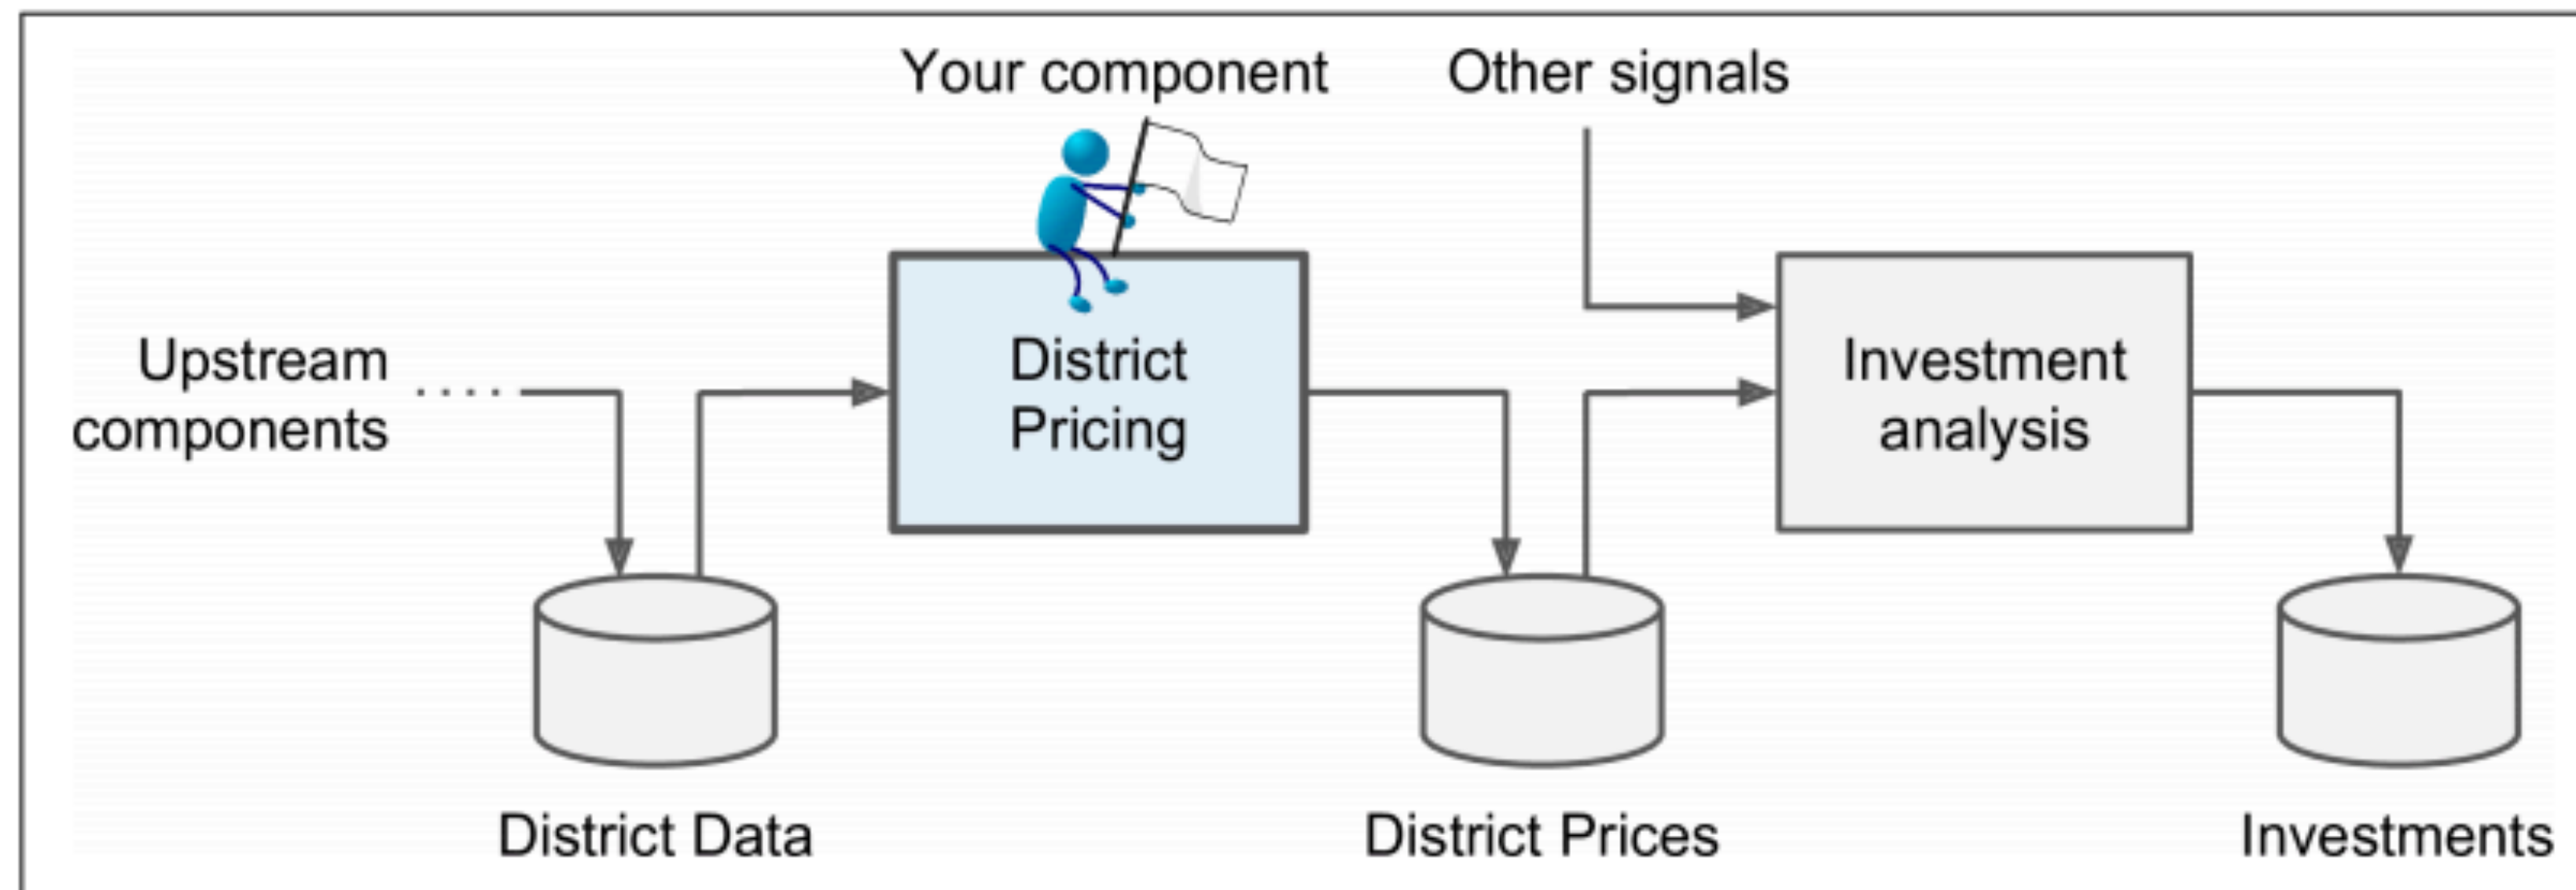 Your component
Other signals
Upstream
components
District
Pricing
Investment
analysis
District Data
District Prices
Investments